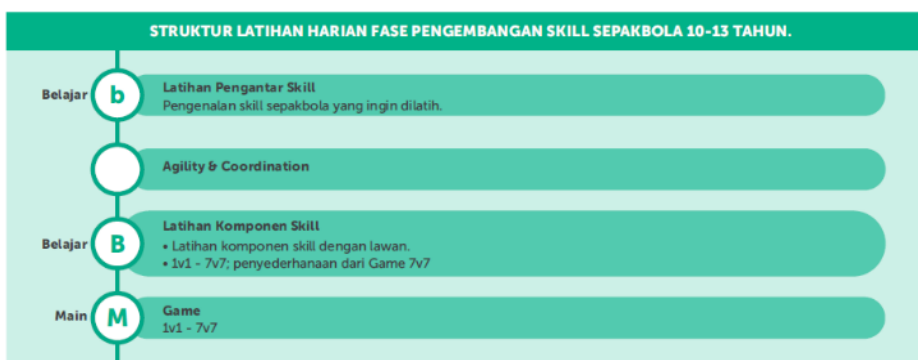 STRUKTUR LATIHAN HARIAN FASE PENGEMBANGAN SKILL SEPAKBOLA 10-13 TAHUN.
Belajar
b
Latihan Pengantar Skill
Pengenalan skill sepakbola yang ingin dilatih.
Agility & Coordination
Belajar
B
Latihan Komponen Skill
• Latihan komponen skill dengan lawan.
• 1v1 - 7v7; penyederhanaan dari Game 7v7
Main
M
Game
1v1 - 7v7